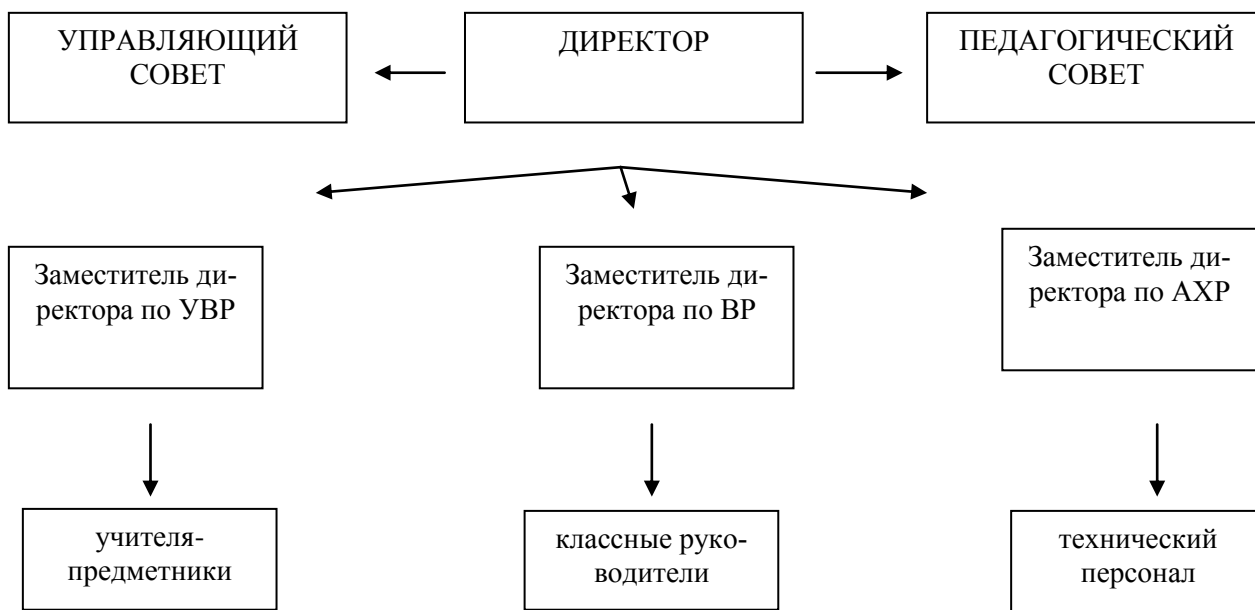 УПРАВЛЯЮЩИЙ
СОВЕТ
ДИРЕКТОР
ПЕДАГОГИЧЕСКИЙ
СОВЕТ
Заместитель ди-
ректора по УВР
Заместитель ди-
ректора по ВР
Заместитель ди-
ректора по АХР
учителя-
предметники
классные руко-
водители
технический
персонал